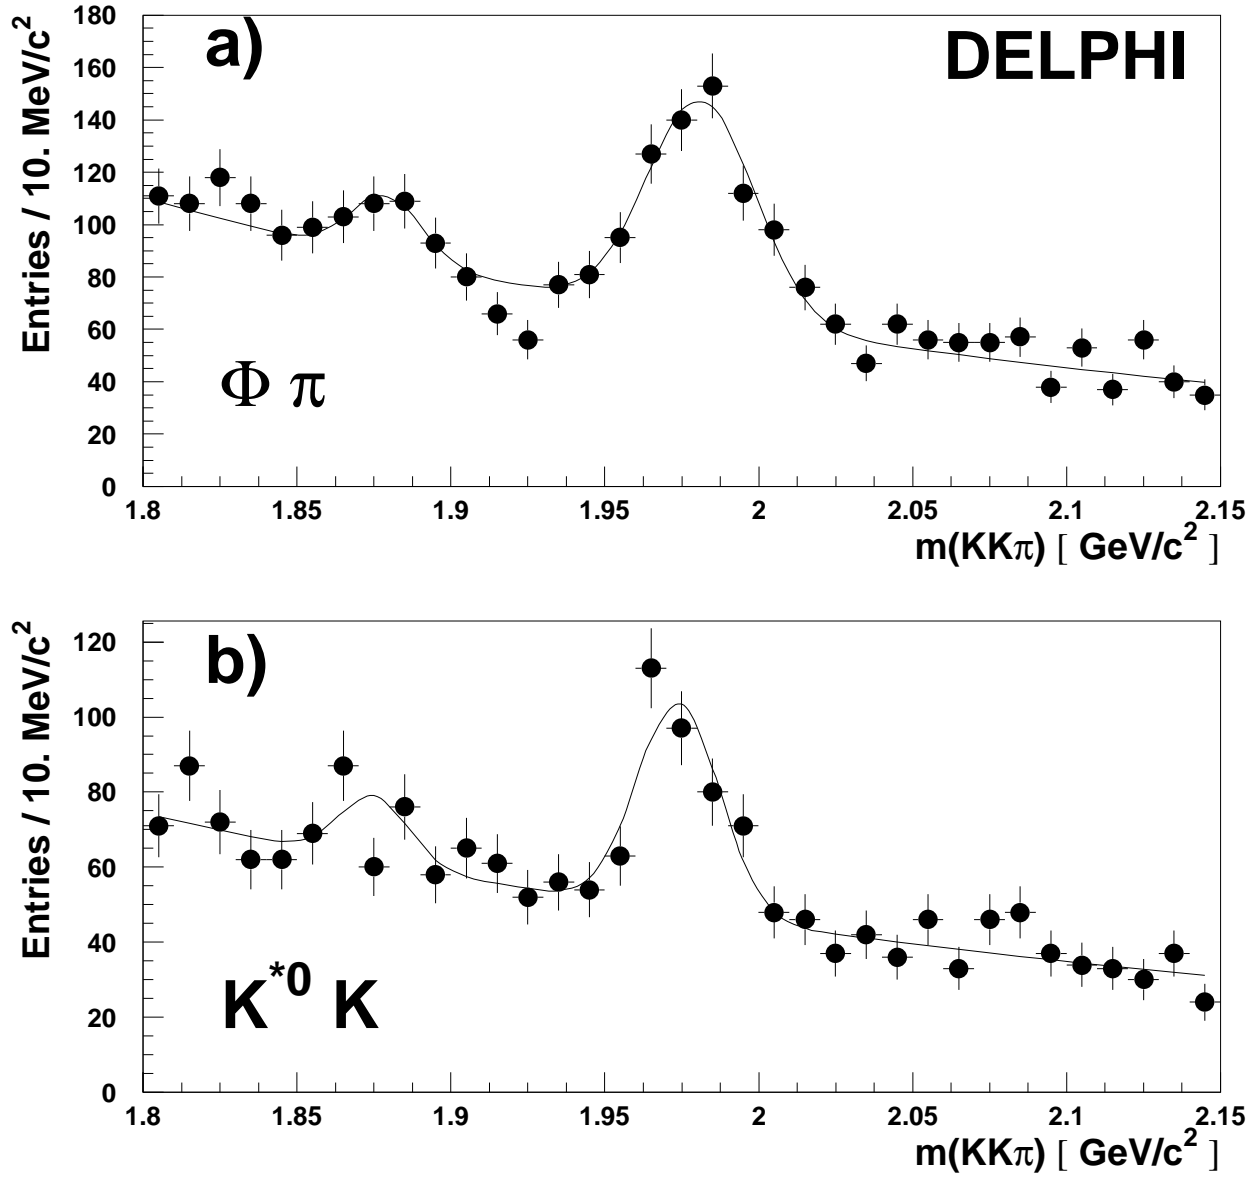 a)
DELPHI
Entries / 10. MeV/c²
180
160
140
120
100
80
60
40
20
0
Φ π
1.8 1.85 1.9 1.95 2 2.05 2.1 2.15
m(KKπ) [ GeV/c² ]
b)
Entries / 10. MeV/c²
120
100
80
60
40
20
0
K*⁰ K
1.8 1.85 1.9 1.95 2 2.05 2.1 2.15
m(KKπ) [ GeV/c² ]